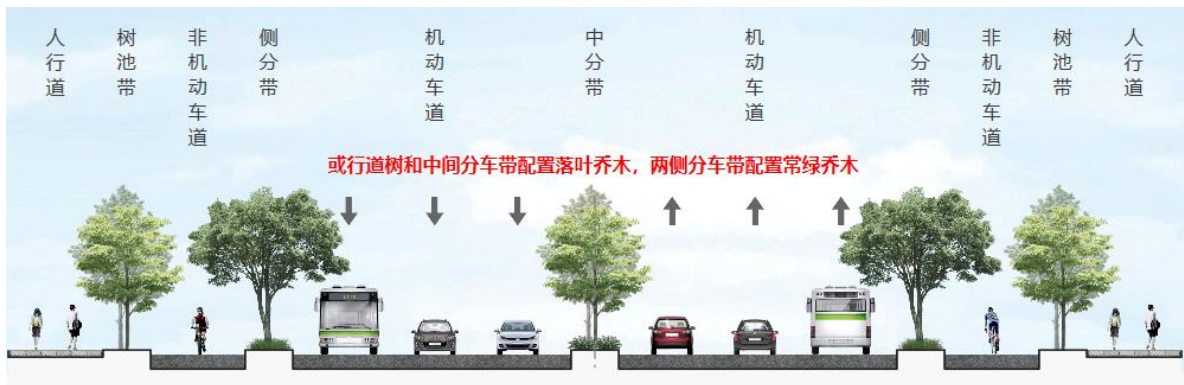 人行道
树池带
非机动车道
侧分带
机动车道
中分带
机动车道
侧分带
非机动车道
树池带
人行道
或行道树和中间分车带配置落叶乔木，两侧分车带配置常绿乔木